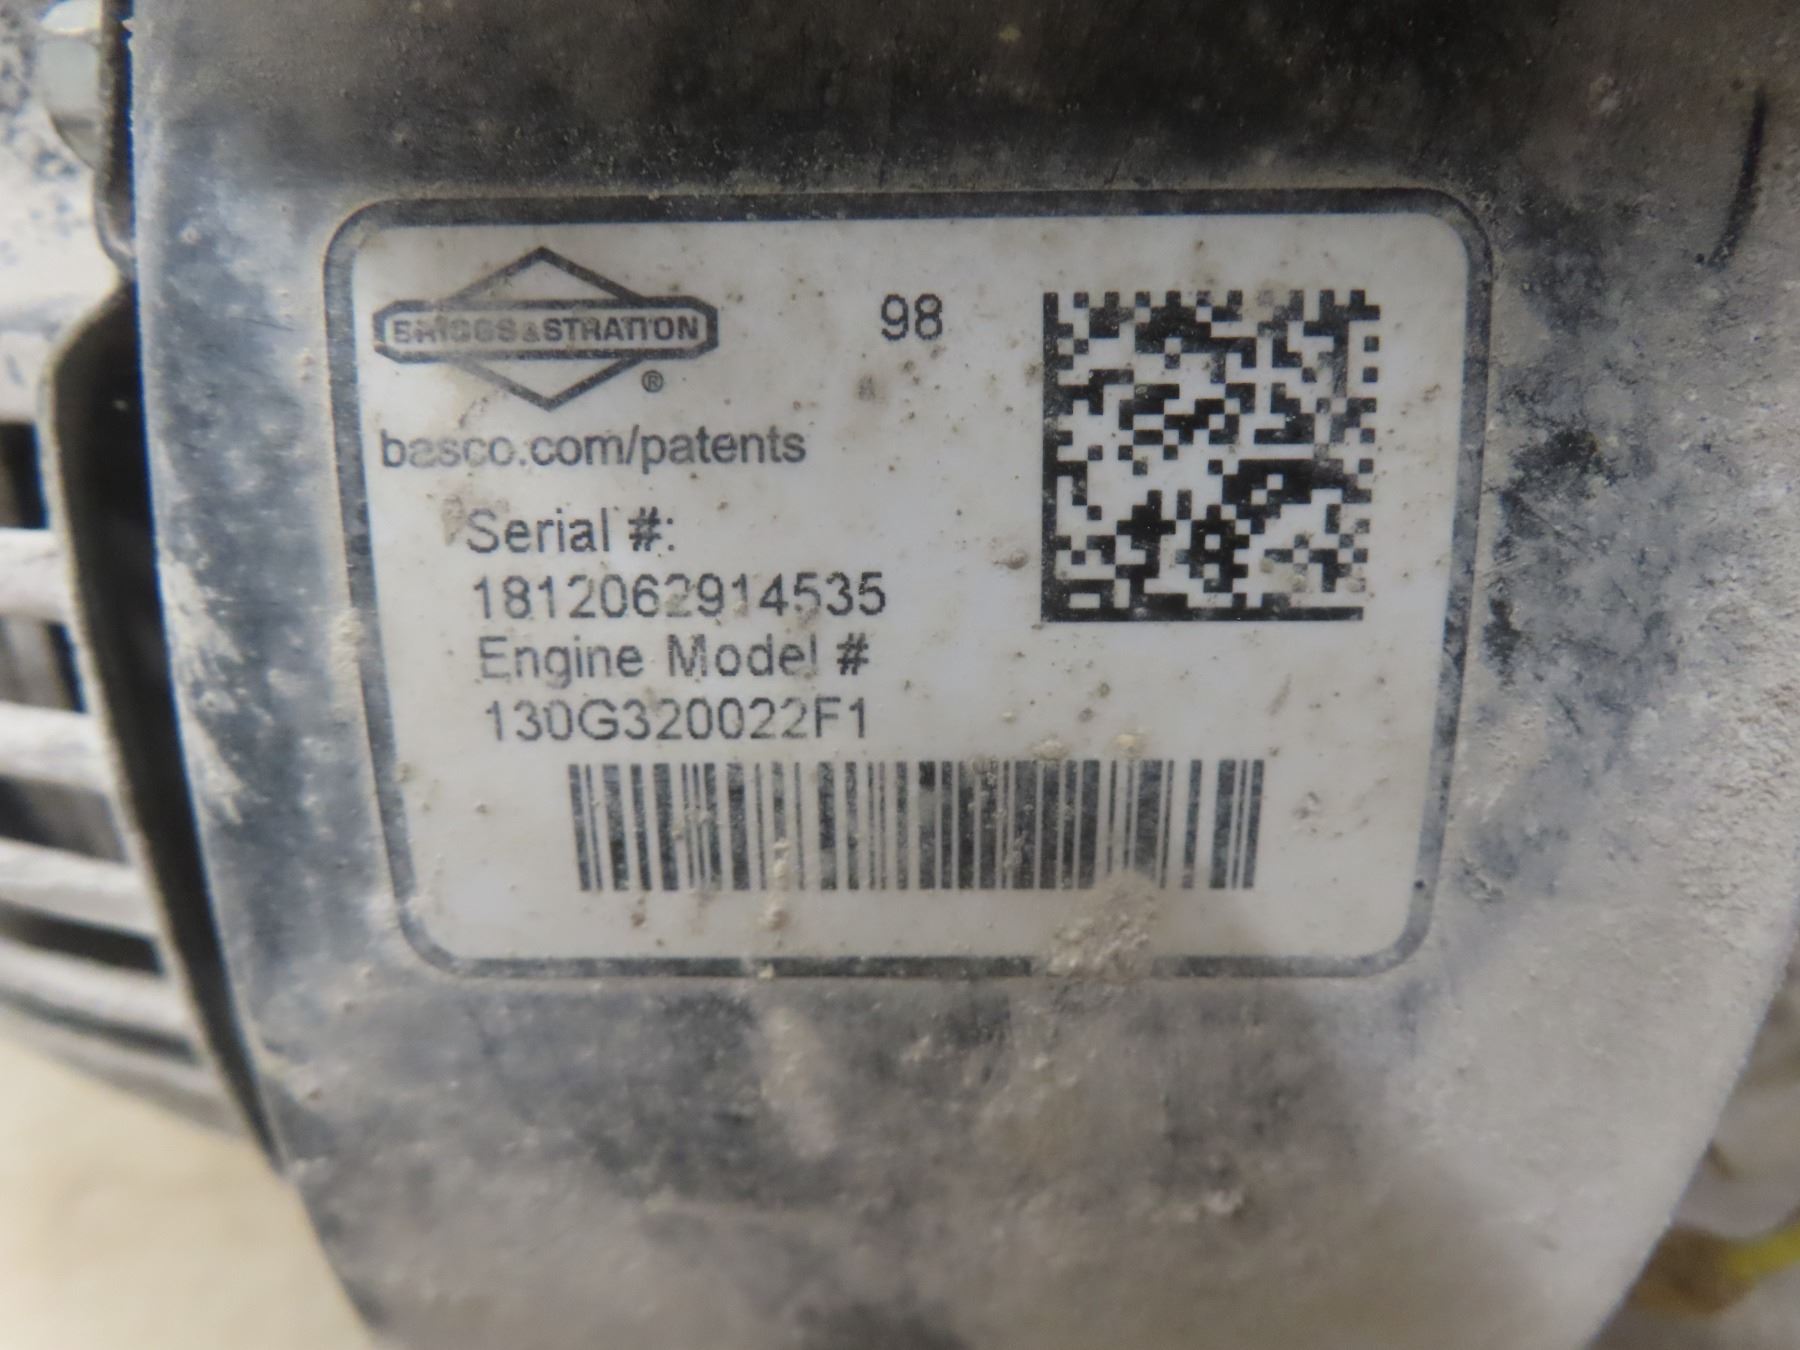 BRIGGS&STRATTON
®
98
basco.com/patents
Serial #:
1812062914535
Engine Model #
130G320022F1